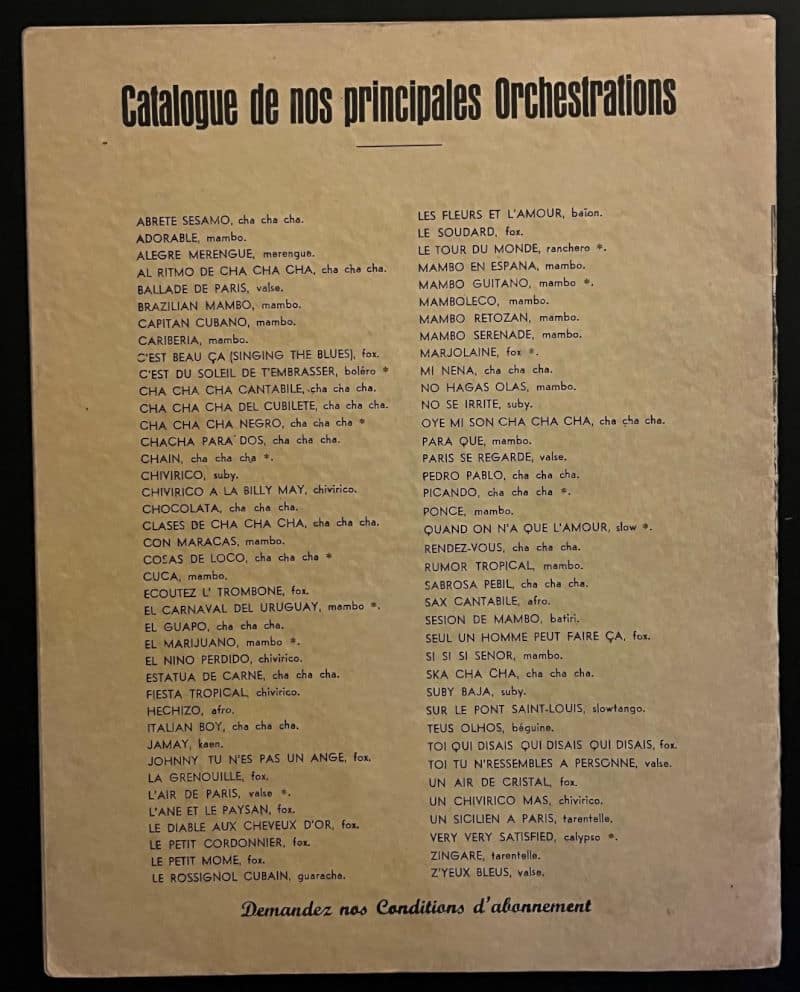 Catalogue de nos principales Orchestrations
ABRETE SESAMO, cha cha cha.
ADORABLE, mambo.
ALEGRE MERENGUE, merengue.
AL RITMO DE CHA CHA CHA, cha cha cha.
BALLADE DE PARIS, valse.
BRAZILIAN MAMBO, mambo.
CAPITAN CUBANO, mambo.
CARIBERIA, mambo.
C'EST BEAU ÇA (SINGING THE BLUES), fox.
C'EST DU SOLEIL DE T'EMBRASSER, boléro *
CHA CHA CHA CANTABILE, cha cha cha.
CHA CHA CHA DEL CUBILETE, cha cha cha.
CHA CHA CHA NEGRO, cha cha cha *
CHACHA PARA DOS, cha cha cha.
CHAIN, cha cha cha *.
CHIVIRICO, suby.
CHIVIRICO A LA BILLY MAY, chivirico.
CHOCOLATA, cha cha cha.
CLASES DE CHA CHA CHA, cha cha cha.
CON MARACAS, mambo.
COSAS DE LOCO, cha cha cha *
CUCA, mambo.
ECOUTEZ L' TROMBONE, fox.
EL CARNAVAL DEL URUGUAY, mambo *.
EL GUAPO, cha cha cha.
EL MARIJUANO, mambo *.
EL NINO PERDIDO, chivirico.
ESTATUA DE CARNE, cha cha cha.
FIESTA TROPICAL, chivirico.
HECHIZO, afro.
ITALIAN BOY, cha cha cha.
JAMAY, kaen.
JOHNNY TU N'ES PAS UN ANGE, fox.
LA GRENOUILLE, fox.
L'AIR DE PARIS, valse *.
L'ANE ET LE PAYSAN, fox.
LE DIABLE AUX CHEVEUX D'OR, fox.
LE PETIT CORDONNIER, fox.
LE PETIT MOME, fox.
LE ROSSIGNOL CUBAIN, guaracha.
LES FLEURS ET L'AMOUR, baïon.
LE SOUDARD, fox.
LE TOUR DU MONDE, ranchero *.
MAMBO EN ESPANA, mambo.
MAMBO GUITANO, mambo *.
MAMBOLECO, mambo.
MAMBO RETOZAN, mambo.
MAMBO SERENADE, mambo.
MARJOLAINE, fox *.
MI NENA, cha cha cha.
NO HAGAS OLAS, mambo.
NO SE IRRITE, suby.
OYE MI SON CHA CHA CHA, cha cha cha.
PARA QUE, mambo.
PARIS SE REGARDE, valse.
PEDRO PABLO, cha cha cha.
PICANDO, cha cha cha *.
PONCE, mambo.
QUAND ON N'A QUE L'AMOUR, slow *.
RENDEZ-VOUS, cha cha cha.
RUMOR TROPICAL, mambo.
SABROSA PEBIL, cha cha cha.
SAX CANTABILE, afro.
SESION DE MAMBO, batiri.
SEUL UN HOMME PEUT FAIRE ÇA, fox.
SI SI SI SENOR, mambo.
SKA CHA CHA, cha cha cha.
SUBY BAJA, suby.
SUR LE PONT SAINT-LOUIS, slowtango.
TEUS OLHOS, béguine.
TOI QUI DISAIS QUI DISAIS QUI DISAIS, fox.
TOI TU N'RESSEMBLES A PERSONNE, valse.
UN AIR DE CRISTAL, fox.
UN CHIVIRICO MAS, chivirico.
UN SICILIEN A PARIS, tarentelle.
VERY VERY SATISFIED, calypso *.
ZINGARE, tarentelle.
Z'YEUX BLEUS, valse.
Demandez nos Conditions d'abonnement